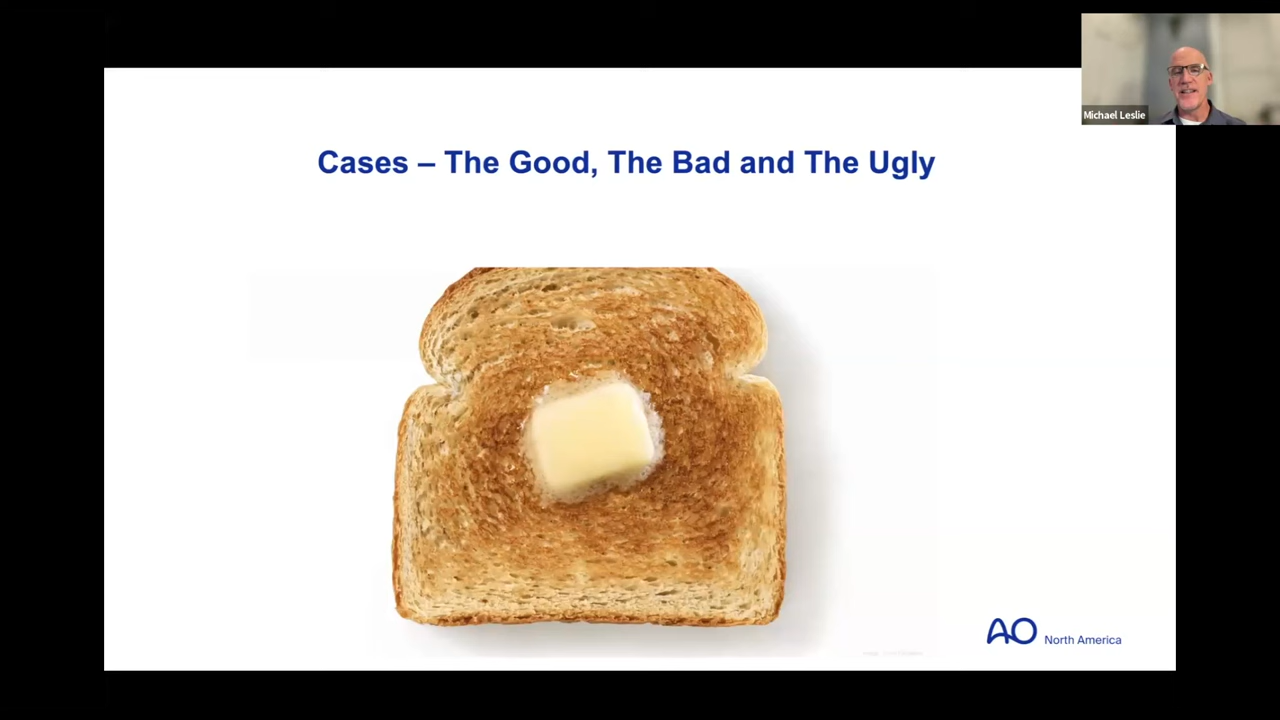 Michael Leslie
Cases – The Good, The Bad and The Ugly
AO North America